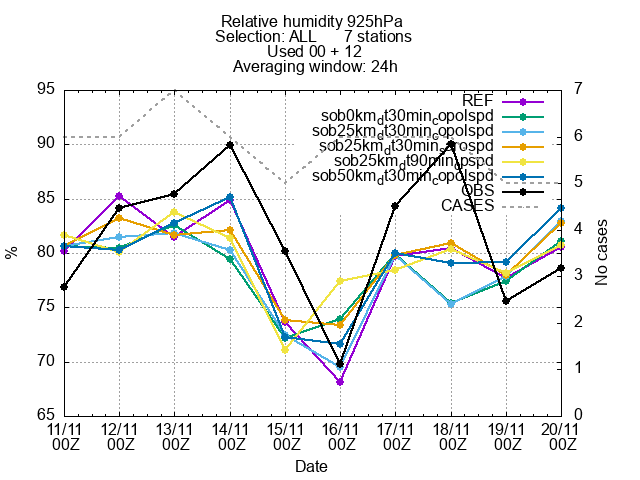 Relative humidity 925hPa
Selection: ALL 7 stations
Used 00 + 12
Averaging window: 24h
95 90 85 80 75 70 65
%
7 6 5 4 3 2 1 0
No cases
REF
sob0km_dt30min_copolspd
sob25km_dt30min_copolspd
sob25km_dt30min_scrosspd
sob25km_dt90min_copolspd
sob50km_dt30min_copolspd
OBS
CASES
11/11 12/11 13/11 14/11 15/11 16/11 17/11 18/11 19/11 20/11
00Z 00Z 00Z 00Z 00Z 00Z 00Z 00Z 00Z 00Z
Date